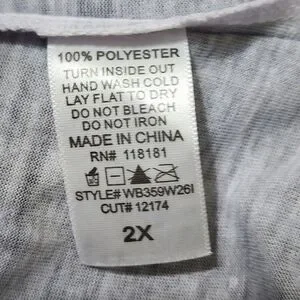 100% POLYESTER
TURN INSIDE OUT
HAND WASH COLD
LAY FLAT TO DRY
DO NOT BLEACH
DO NOT IRON
MADE IN CHINA
RN# 118181
STYLE# WB359W26I
CUT# 12174
2X